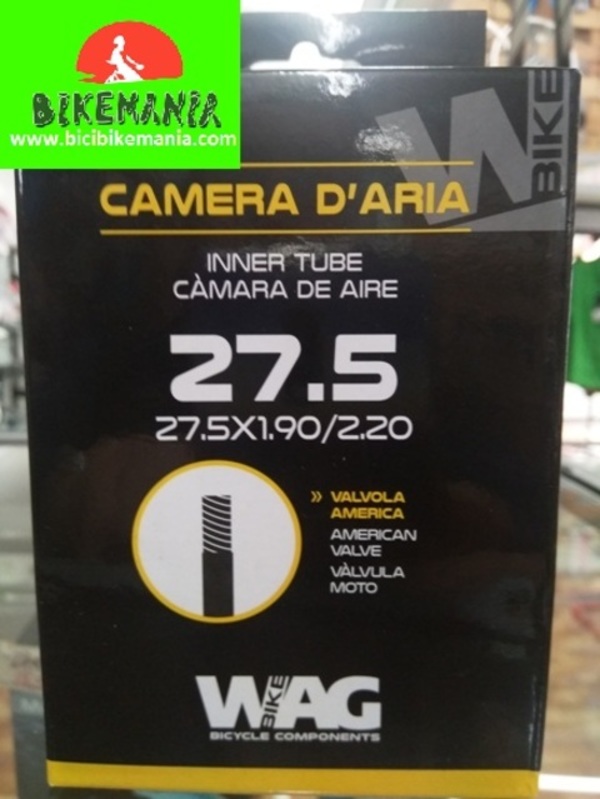 BIKEMANIA
www.bicibikemania.com
W BIKE
CAMERA D'ARIA
INNER TUBE
CÀMARA DE AIRE
27.5
27.5X1.90/2.20
» VALVOLA
AMERICA
AMERICAN
VALVE
VÀLVULA
MOTO
WAG
BIKE
BICYCLE COMPONENTS